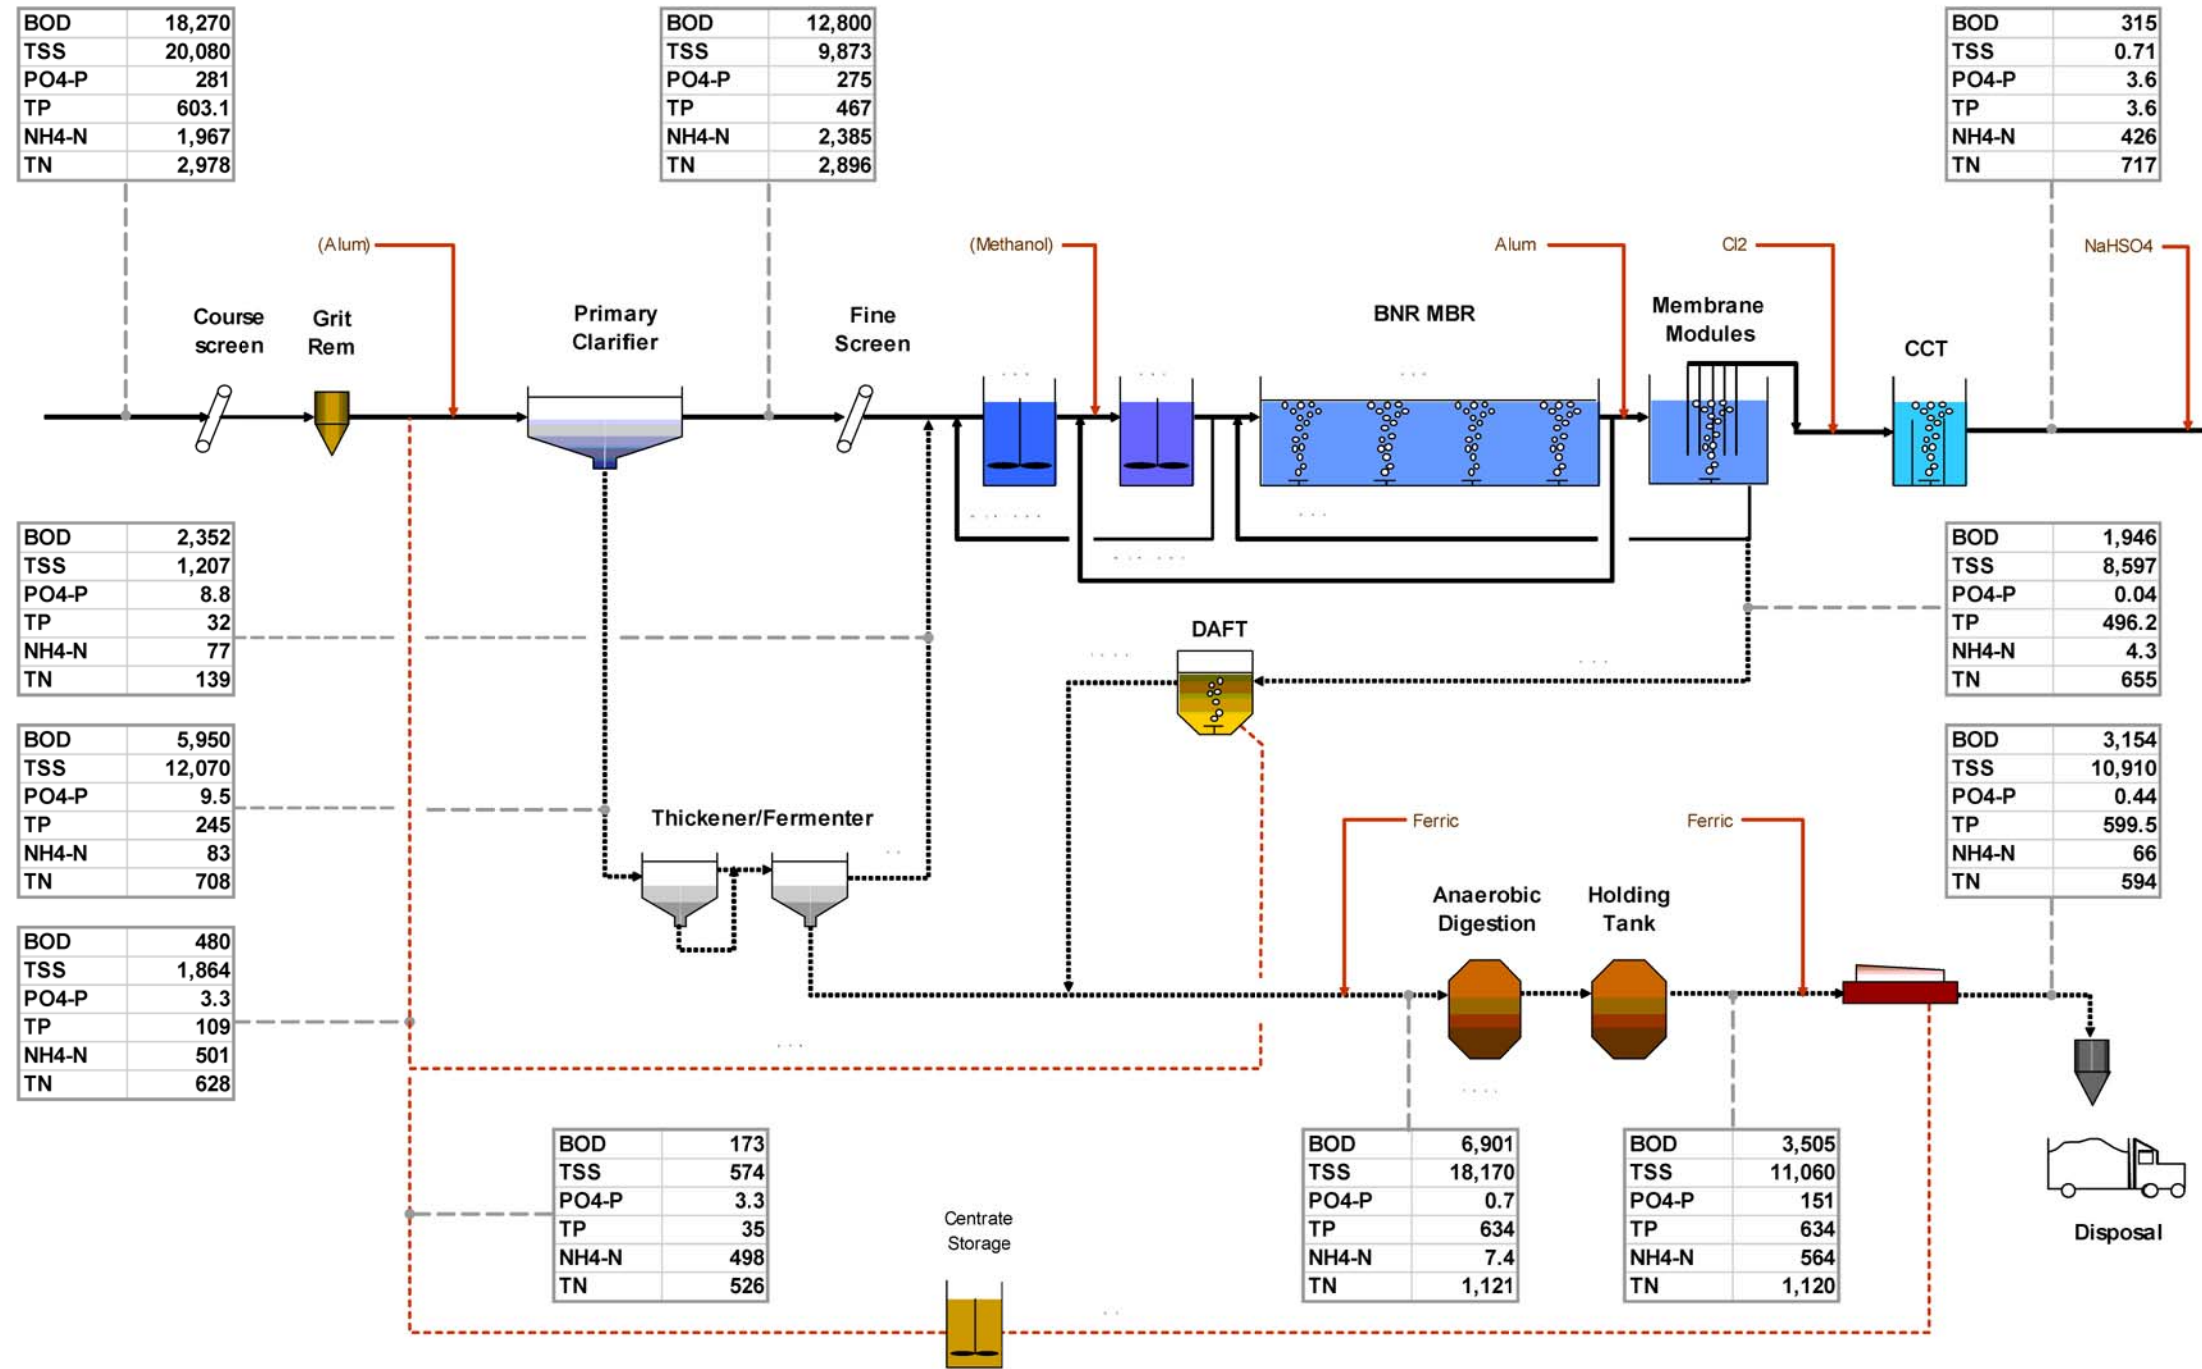 BOD 18,270
TSS 20,080
PO4-P 281
TP 603.1
NH4-N 1,967
TN 2,978
BOD 12,800
TSS 9,873
PO4-P 275
TP 467
NH4-N 2,385
TN 2,896
BOD 315
TSS 0.71
PO4-P 3.6
TP 3.6
NH4-N 426
TN 717
(Alum)
(Methanol)
Alum
Cl2
NaHSO4
Course
screen
Grit
Rem
Primary
Clarifier
Fine
Screen
BNR MBR
Membrane
Modules
CCT
BOD 2,352
TSS 1,207
PO4-P 8.8
TP 32
NH4-N 77
TN 139
BOD 1,946
TSS 8,597
PO4-P 0.04
TP 496.2
NH4-N 4.3
TN 655
DAFT
BOD 5,950
TSS 12,070
PO4-P 9.5
TP 245
NH4-N 83
TN 708
Thickener/Fermenter
Ferric
Ferric
BOD 3,154
TSS 10,910
PO4-P 0.44
TP 599.5
NH4-N 66
TN 594
Anaerobic
Digestion
Holding
Tank
BOD 480
TSS 1,864
PO4-P 3.3
TP 109
NH4-N 501
TN 628
BOD 173
TSS 574
PO4-P 3.3
TP 35
NH4-N 498
TN 526
Centrate
Storage
BOD 6,901
TSS 18,170
PO4-P 0.7
TP 634
NH4-N 7.4
TN 1,121
BOD 3,505
TSS 11,060
PO4-P 151
TP 634
NH4-N 564
TN 1,120
Disposal